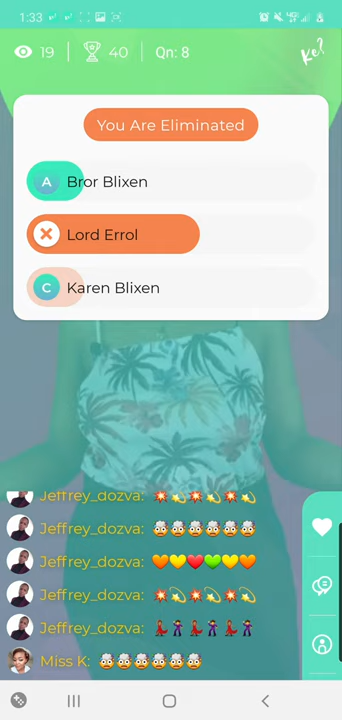 1:33
19 | 40 | Qn: 8
Ke?
You Are Eliminated
A Bror Blixen
Lord Errol
C Karen Blixen
Jeffrey_dozva:
Jeffrey_dozva:
Jeffrey_dozva:
Jeffrey_dozva:
Jeffrey_dozva:
Miss K: